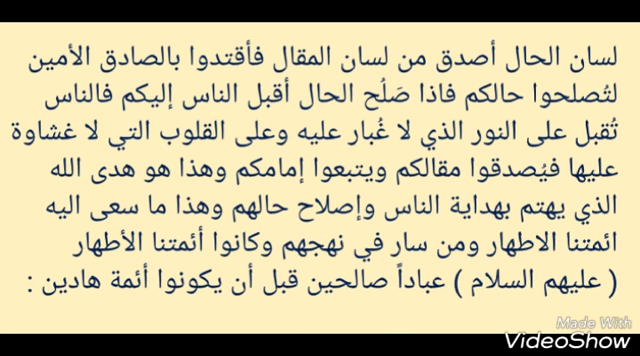 لسان الحال أصدق من لسان المقال فأقتدوا بالصادق الأمين
لتُصلحوا حالكم فاذا صَلُح الحال أقبل الناس إليكم فالناس
تُقبل على النور الذي لا غُبار عليه وعلى القلوب التي لا غشاوة
عليها فيُصدقوا مقالكم ويتبعوا إمامكم وهذا هو هدى الله
الذي يهتم بهداية الناس وإصلاح حالهم وهذا ما سعى اليه
ائمتنا الاطهار ومن سار في نهجهم وكانوا أئمتنا الأطهار
( عليهم السلام ) عباداً صالحين قبل أن يكونوا أئمة هادين :
Made With
VideoShow